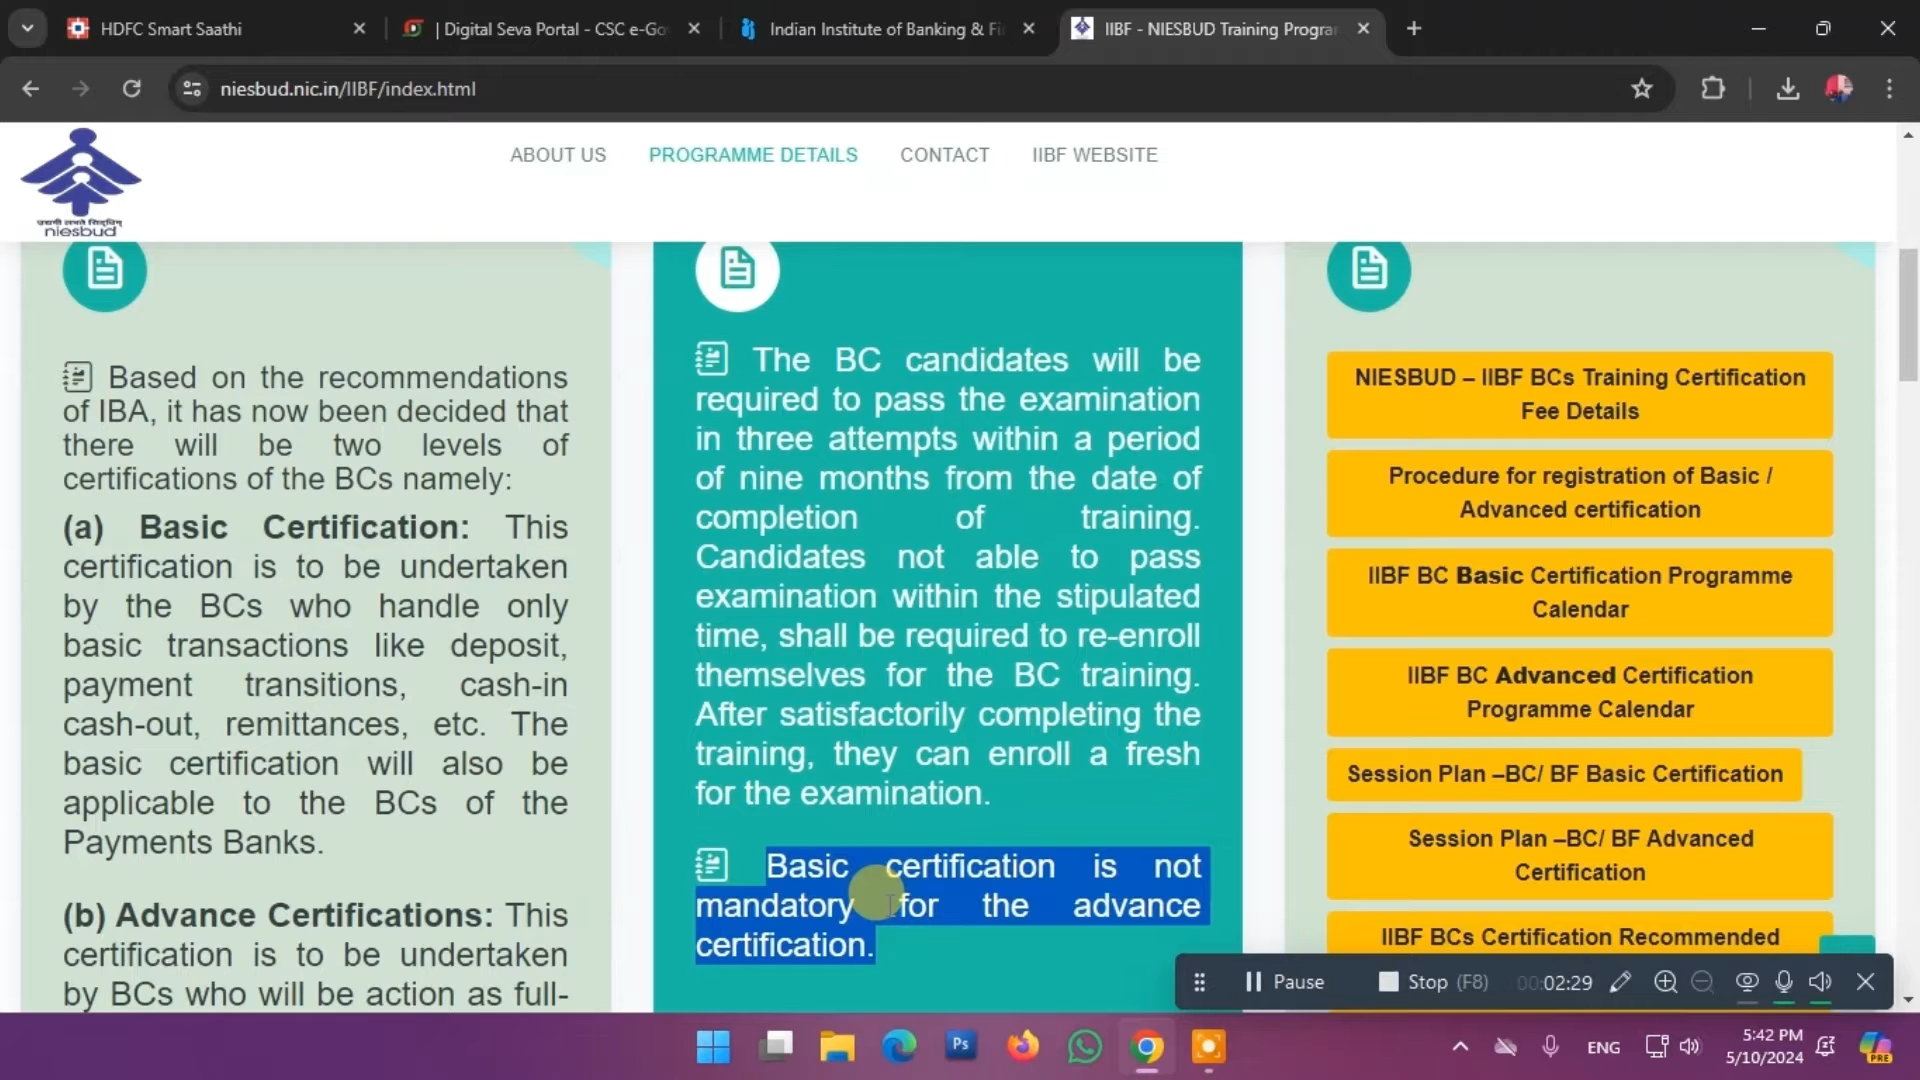 HDFC Smart Saathi
| Digital Seva Portal - CSC e-Go
Indian Institute of Banking & Fi
IIBF - NIESBUD Training Progra
niesbud.nic.in/IIBF/index.html
niesbud
ABOUT US
PROGRAMME DETAILS
CONTACT
IIBF WEBSITE
Based on the recommendations
of IBA, it has now been decided that
there will be two levels of
certifications of the BCs namely:
(a) Basic Certification: This
certification is to be undertaken
by the BCs who handle only
basic transactions like deposit,
payment transitions, cash-in
cash-out, remittances, etc. The
basic certification will also be
applicable to the BCs of the
Payments Banks.
(b) Advance Certifications: This
certification is to be undertaken
by BCs who will be action as full-
The BC candidates will be
required to pass the examination
in three attempts within a period
of nine months from the date of
completion of training.
Candidates not able to pass
examination within the stipulated
time, shall be required to re-enroll
themselves for the BC training.
After satisfactorily completing the
training, they can enroll a fresh
for the examination.
Basic certification is not
mandatory for the advance
certification.
NIESBUD – IIBF BCs Training Certification
Fee Details
Procedure for registration of Basic /
Advanced certification
IIBF BC Basic Certification Programme
Calendar
IIBF BC Advanced Certification
Programme Calendar
Session Plan –BC/ BF Basic Certification
Session Plan –BC/ BF Advanced
Certification
IIBF BCs Certification Recommended
Pause
Stop (F8)
00:02:29
Ps
ENG
5:42 PM
5/10/2024
PRE